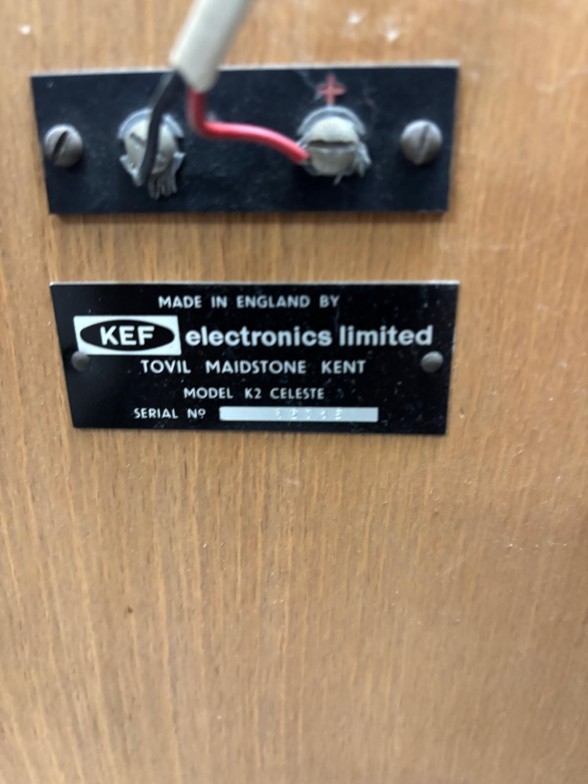 +
MADE IN ENGLAND BY
KEF electronics limited
TOVIL MAIDSTONE KENT
MODEL K2 CELESTE
SERIAL Nº